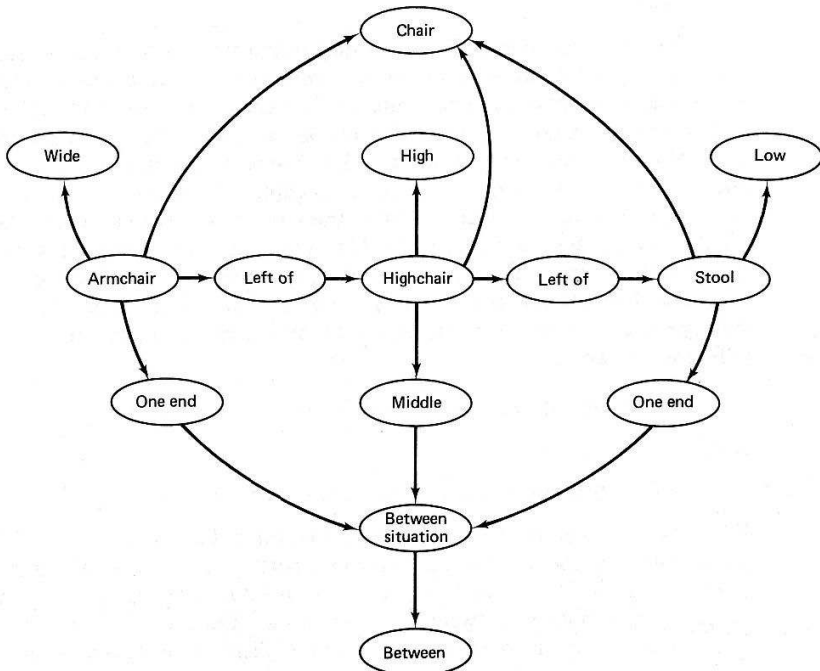 Chair
Wide
High
Low
Armchair
Left of
Highchair
Left of
Stool
One end
Middle
One end
Between
situation
Between